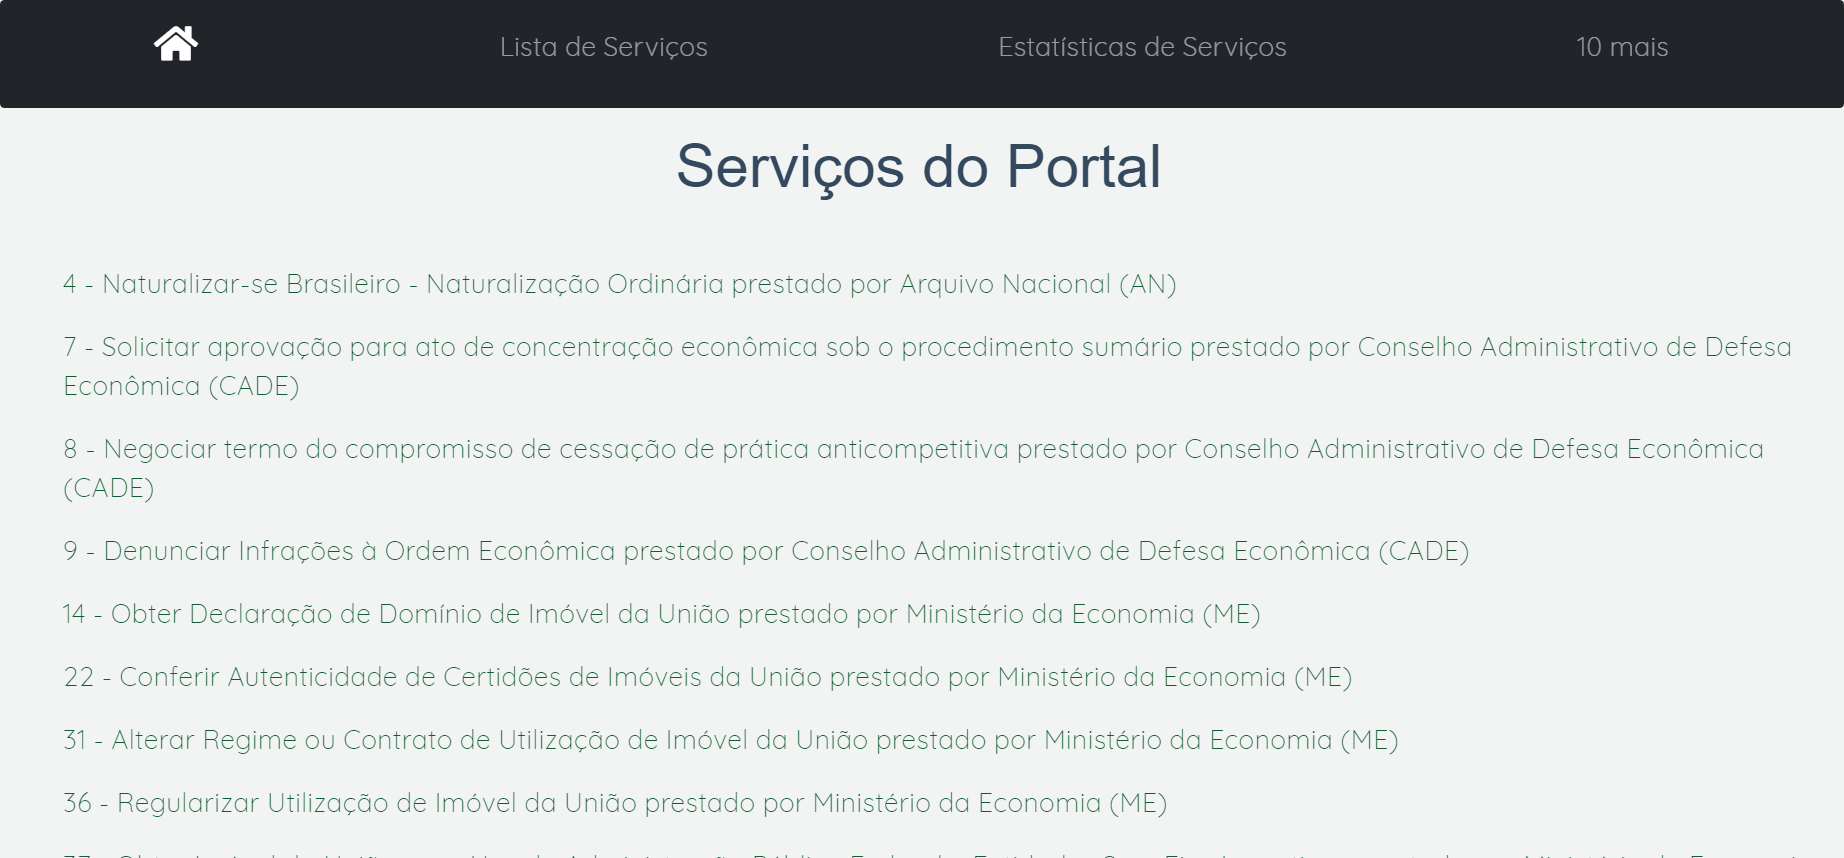 Lista de Serviços
Estatísticas de Serviços
10 mais
Serviços do Portal
4 - Naturalizar-se Brasileiro - Naturalização Ordinária prestado por Arquivo Nacional (AN)
7 - Solicitar aprovação para ato de concentração econômica sob o procedimento sumário prestado por Conselho Administrativo de Defesa
Econômica (CADE)
8 - Negociar termo do compromisso de cessação de prática anticompetitiva prestado por Conselho Administrativo de Defesa Econômica
(CADE)
9 - Denunciar Infrações à Ordem Econômica prestado por Conselho Administrativo de Defesa Econômica (CADE)
14 - Obter Declaração de Domínio de Imóvel da União prestado por Ministério da Economia (ME)
22 - Conferir Autenticidade de Certidões de Imóveis da União prestado por Ministério da Economia (ME)
31 - Alterar Regime ou Contrato de Utilização de Imóvel da União prestado por Ministério da Economia (ME)
36 - Regularizar Utilização de Imóvel da União prestado por Ministério da Economia (ME)